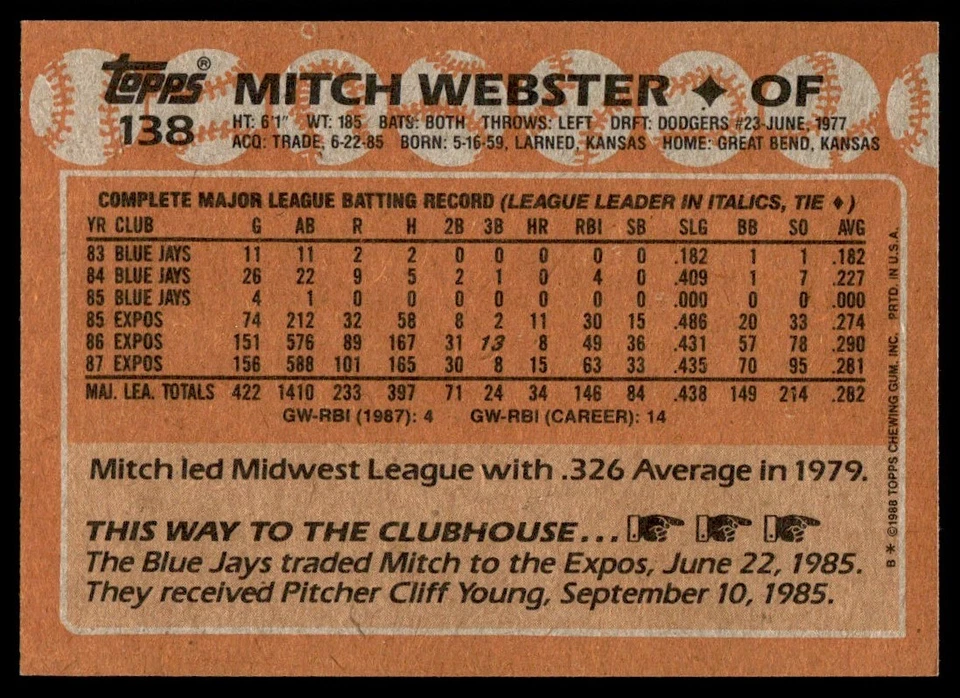 Topps®
138
MITCH WEBSTER ♦ OF
HT: 6'1" WT: 185 BATS: BOTH THROWS: LEFT DRFT: DODGERS #23-JUNE, 1977
ACQ: TRADE, 6-22-85 BORN: 5-16-59, LARNED, KANSAS HOME: GREAT BEND, KANSAS
COMPLETE MAJOR LEAGUE BATTING RECORD (LEAGUE LEADER IN ITALICS, TIE ♦)
YR CLUB G AB R H 2B 3B HR RBI SB SLG BB SO AVG
83 BLUE JAYS 11 11 2 2 0 0 0 0 0 .182 1 1 .182
84 BLUE JAYS 26 22 9 5 2 1 0 4 0 .409 1 7 .227
85 BLUE JAYS 4 1 0 0 0 0 0 0 0 .000 0 0 .000
85 EXPOS 74 212 32 58 8 2 11 30 15 .486 20 33 .274
86 EXPOS 151 576 89 167 31 13 8 49 36 .431 57 78 .290
87 EXPOS 156 588 101 165 30 8 15 63 33 .435 70 95 .281
MAJ. LEA. TOTALS 422 1410 233 397 71 24 34 146 84 .438 149 214 .282
GW-RBI (1987): 4 GW-RBI (CAREER): 14
Mitch led Midwest League with .326 Average in 1979.
THIS WAY TO THE CLUBHOUSE...
The Blue Jays traded Mitch to the Expos, June 22, 1985.
They received Pitcher Cliff Young, September 10, 1985.
B* ©1988 TOPPS CHEWING GUM, INC. PRTD. IN U.S.A.